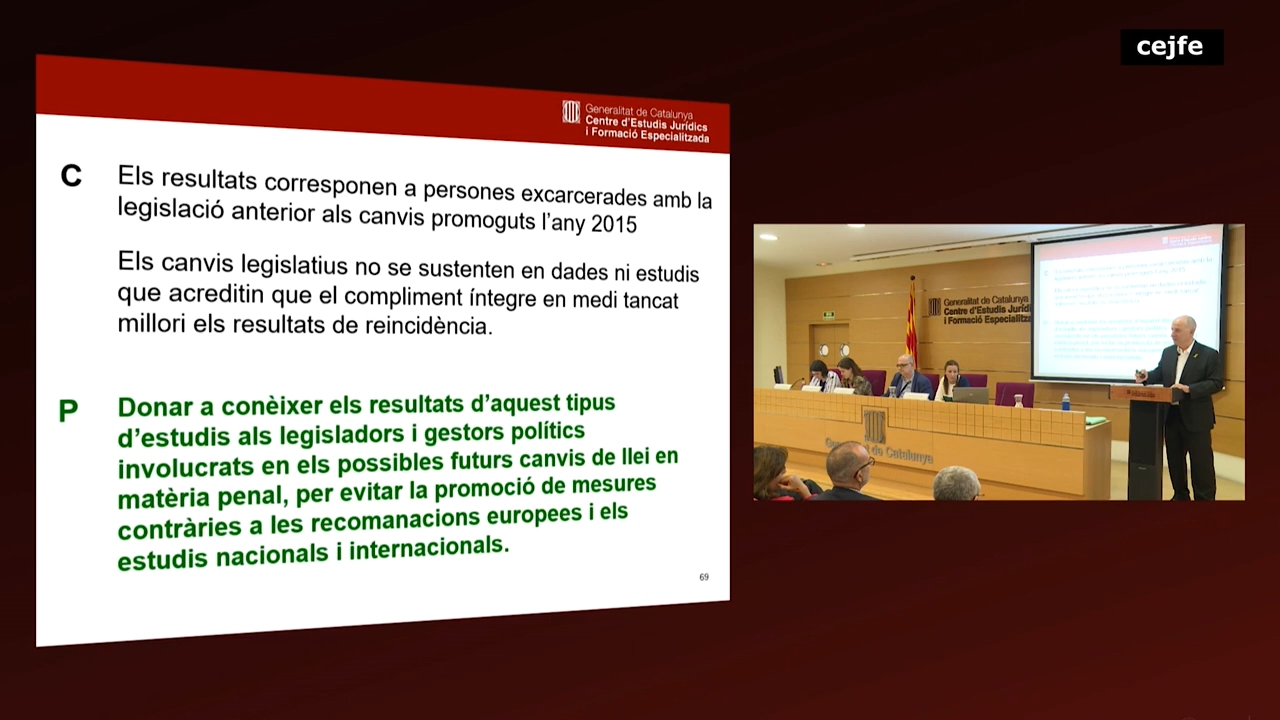 cejfe
Generalitat de Catalunya
Centre d'Estudis Jurídics
i Formació Especialitzada
C Els resultats corresponen a persones excarcerades amb la
legislació anterior als canvis promoguts l'any 2015
Els canvis legislatius no se sustenten en dades ni estudis
que acreditin que el compliment íntegre en medi tancat
millori els resultats de reincidència.
P Donar a conèixer els resultats d'aquest tipus
d'estudis als legisladors i gestors polítics
involucrats en els possibles futurs canvis de llei en
matèria penal, per evitar la promoció de mesures
contràries a les recomanacions europees i els
estudis nacionals i internacionals.
69
Generalitat de Catalunya
Centre d'Estudis Jurídi
i Formació Especialitza
de Catalunya